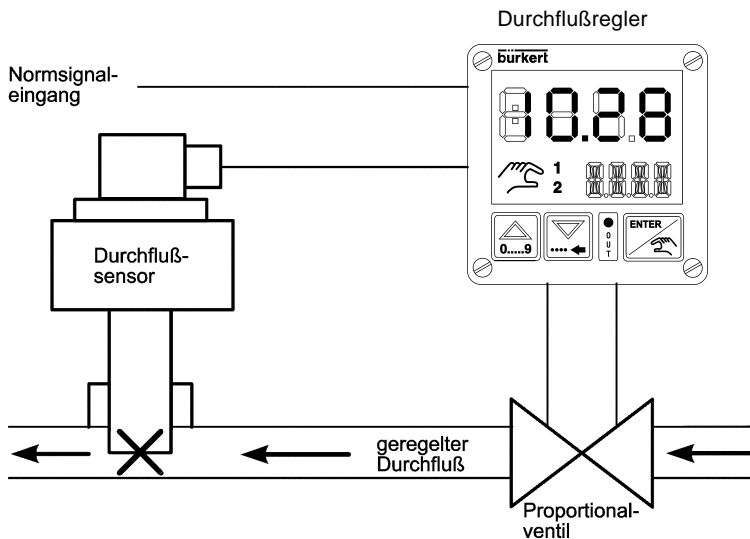 Durchflußregler
Normsignal-
eingang
bürkert
10.28
1
2
Durchfluß-
sensor
0.....9
OUT
ENTER
geregelter
Durchfluß
Proportional-
ventil